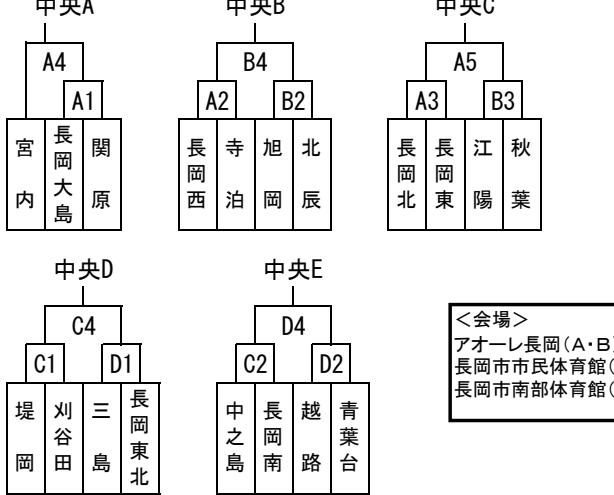 中央A
中央B
中央C
A4
B4
A5
A1
A2
B2
A3
B3
宮内
長岡大島
関原
長岡西
寺泊
旭岡
北辰
長岡北
長岡東
江陽
秋葉
中央D
中央E
C4
D4
C1
D1
C2
D2
堤岡
刈谷田
三島
長岡東北
中之島
長岡南
越路
青葉台
＜会場＞
アオーレ長岡（A・B）
長岡市市民体育館（
長岡市南部体育館（